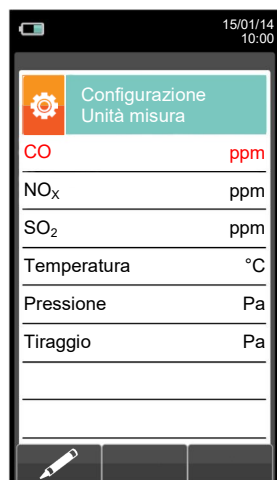 15/01/14
10:00
Configurazione
Unità misura
CO ppm
NOX ppm
SO2 ppm
Temperatura °C
Pressione Pa
Tiraggio Pa